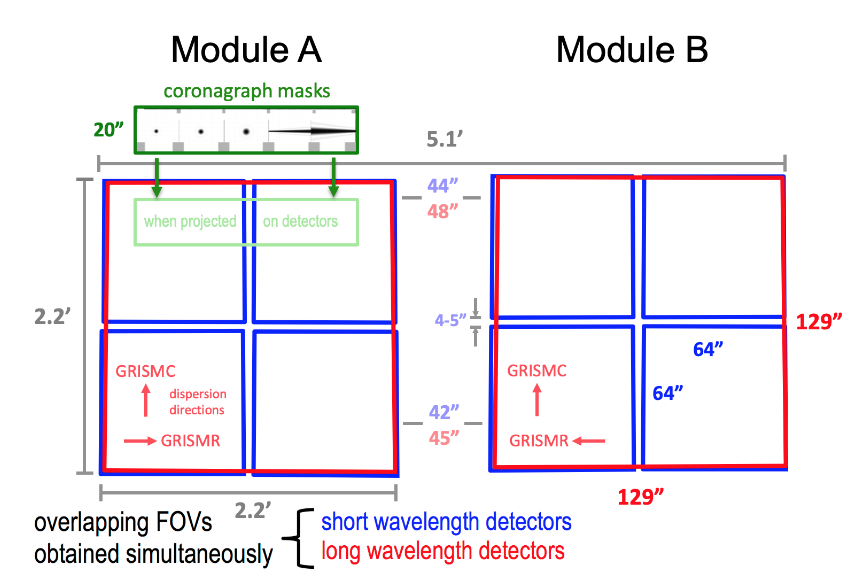 Module A
Module B
coronagraph masks
20”
5.1’
44”
48”
when projected
on detectors
2.2’
4-5”
129”
64”
64”
GRISMC
dispersion
directions
GRISMR
42”
45”
GRISMC
GRISMR
2.2’
129”
overlapping FOVs
obtained simultaneously
short wavelength detectors
long wavelength detectors